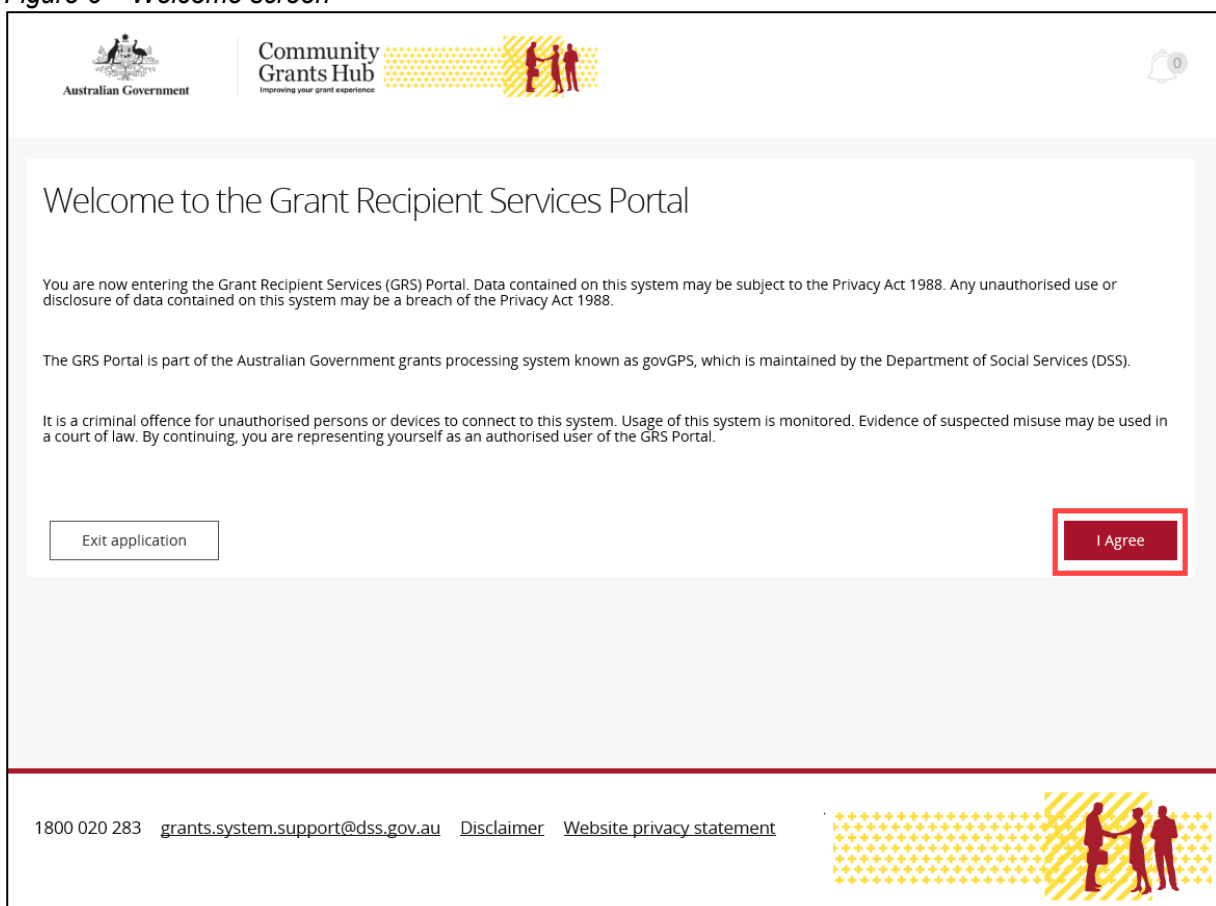 Welcome screen
Australian Government
Community
Grants Hub
Improving your grant experience
0
Welcome to the Grant Recipient Services Portal
You are now entering the Grant Recipient Services (GRS) Portal. Data contained on this system may be subject to the Privacy Act 1988. Any unauthorised use or
disclosure of data contained on this system may be a breach of the Privacy Act 1988.
The GRS Portal is part of the Australian Government grants processing system known as govGPS, which is maintained by the Department of Social Services (DSS).
It is a criminal offence for unauthorised persons or devices to connect to this system. Usage of this system is monitored. Evidence of suspected misuse may be used in
a court of law. By continuing, you are representing yourself as an authorised user of the GRS Portal.
Exit application
I Agree
1800 020 283 grants.system.support@dss.gov.au Disclaimer Website privacy statement